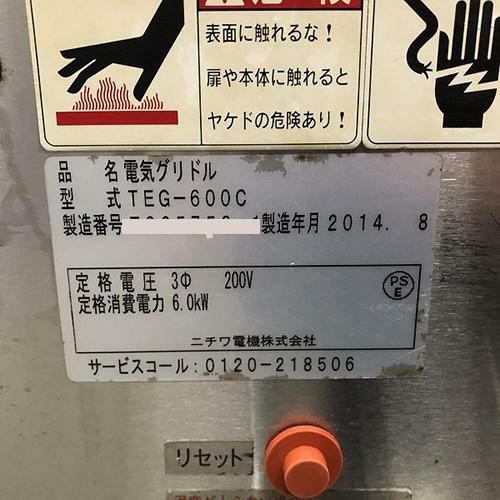 表面に触れるな！
扉や本体に触れると
ヤケドの危険あり！
品 名 電気グリドル
型 式 TEG-600C
製造番号 製造年月 2014. 8
定格電圧 3Φ 200V
定格消費電力 6.0kW
PS
E
ニチワ電機株式会社
サービスコール:0120-218506
リセット